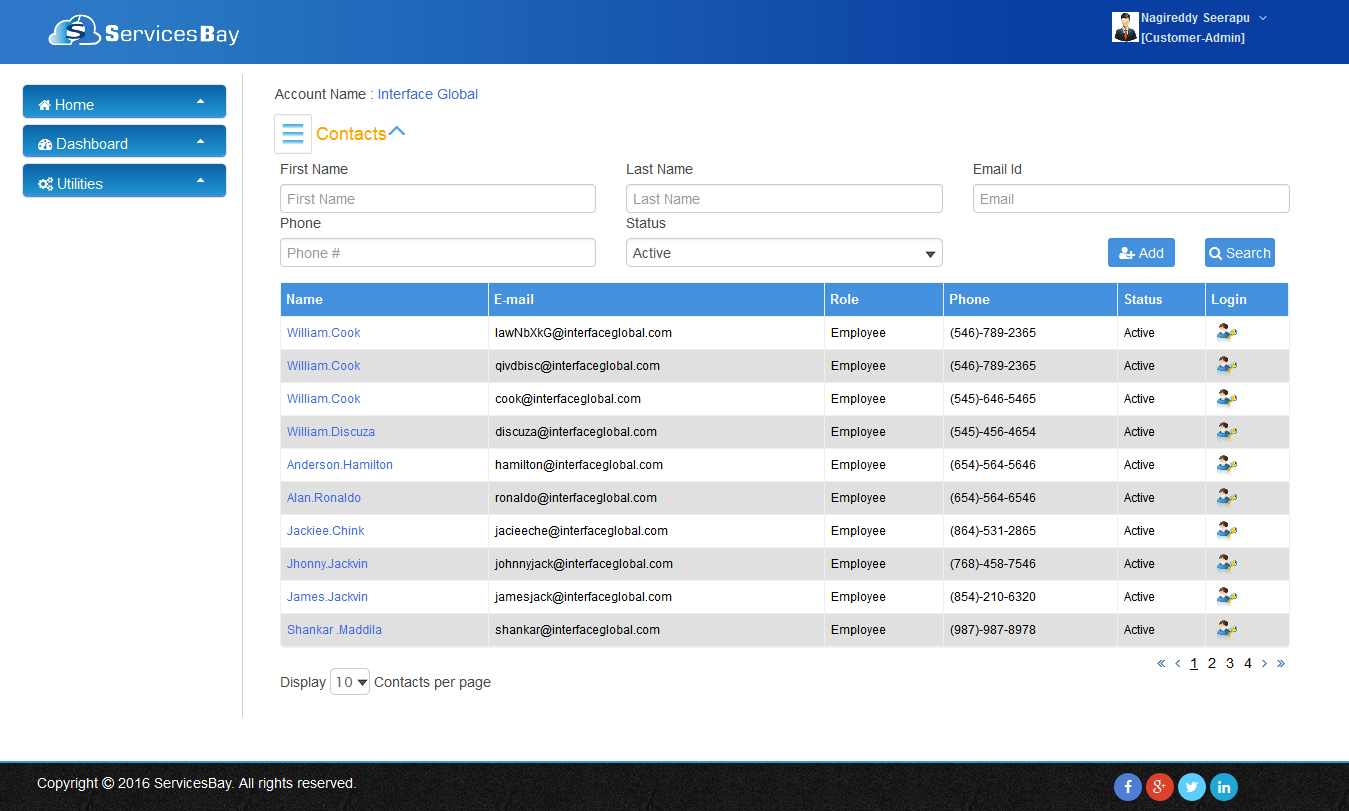 ServicesBay
Nagireddy Seerapu
[Customer-Admin]
Home
Dashboard
Utilities
Account Name : Interface Global
Contacts
First Name Last Name Email Id
First Name Last Name Email
Phone Status
Phone # Active Add Search
Name E-mail Role Phone Status Login
William.Cook lawNbXkG@interfaceglobal.com Employee (546)-789-2365 Active
William.Cook qivdbisc@interfaceglobal.com Employee (546)-789-2365 Active
William.Cook cook@interfaceglobal.com Employee (545)-646-5465 Active
William.Discuza discuza@interfaceglobal.com Employee (545)-456-4654 Active
Anderson.Hamilton hamilton@interfaceglobal.com Employee (654)-564-5646 Active
Alan.Ronaldo ronaldo@interfaceglobal.com Employee (654)-564-6546 Active
Jackiee.Chink jacieeche@interfaceglobal.com Employee (864)-531-2865 Active
Jhonny.Jackvin johnnyjack@interfaceglobal.com Employee (768)-458-7546 Active
James.Jackvin jamesjack@interfaceglobal.com Employee (854)-210-6320 Active
Shankar .Maddila shankar@interfaceglobal.com Employee (987)-987-8978 Active
« < 1 2 3 4 > »
Display 10 Contacts per page
Copyright © 2016 ServicesBay. All rights reserved.